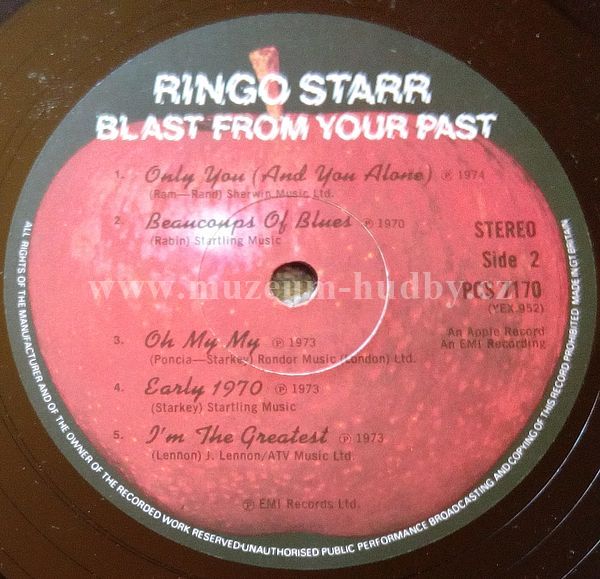 RINGO STARR
BLAST FROM YOUR PAST
1. Only You (And You Alone) ℗ 1974
(Ram—Rand) Sherwin Music Ltd.
2. Beaucoups Of Blues ℗ 1970
(Rabin) Startling Music
STEREO
Side 2
PCS 7170
(YEX.952)
3. Oh My My ℗ 1973
(Poncia—Starkey) Rondor Music (London) Ltd.
An Apple Record
An EMI Recording
4. Early 1970 ℗ 1973
(Starkey) Startling Music
5. I'm The Greatest ℗ 1973
(Lennon) J. Lennon/ATV Music Ltd.
℗ EMI Records Ltd.
ALL RIGHTS OF THE MANUFACTURER AND OF THE OWNER OF THE RECORDED WORK RESERVED·UNAUTHORISED PUBLIC PERFORMANCE BROADCASTING AND COPYING OF THIS RECORD PROHIBITED MADE IN GT BRITAIN
www.muzeum-hudby.cz